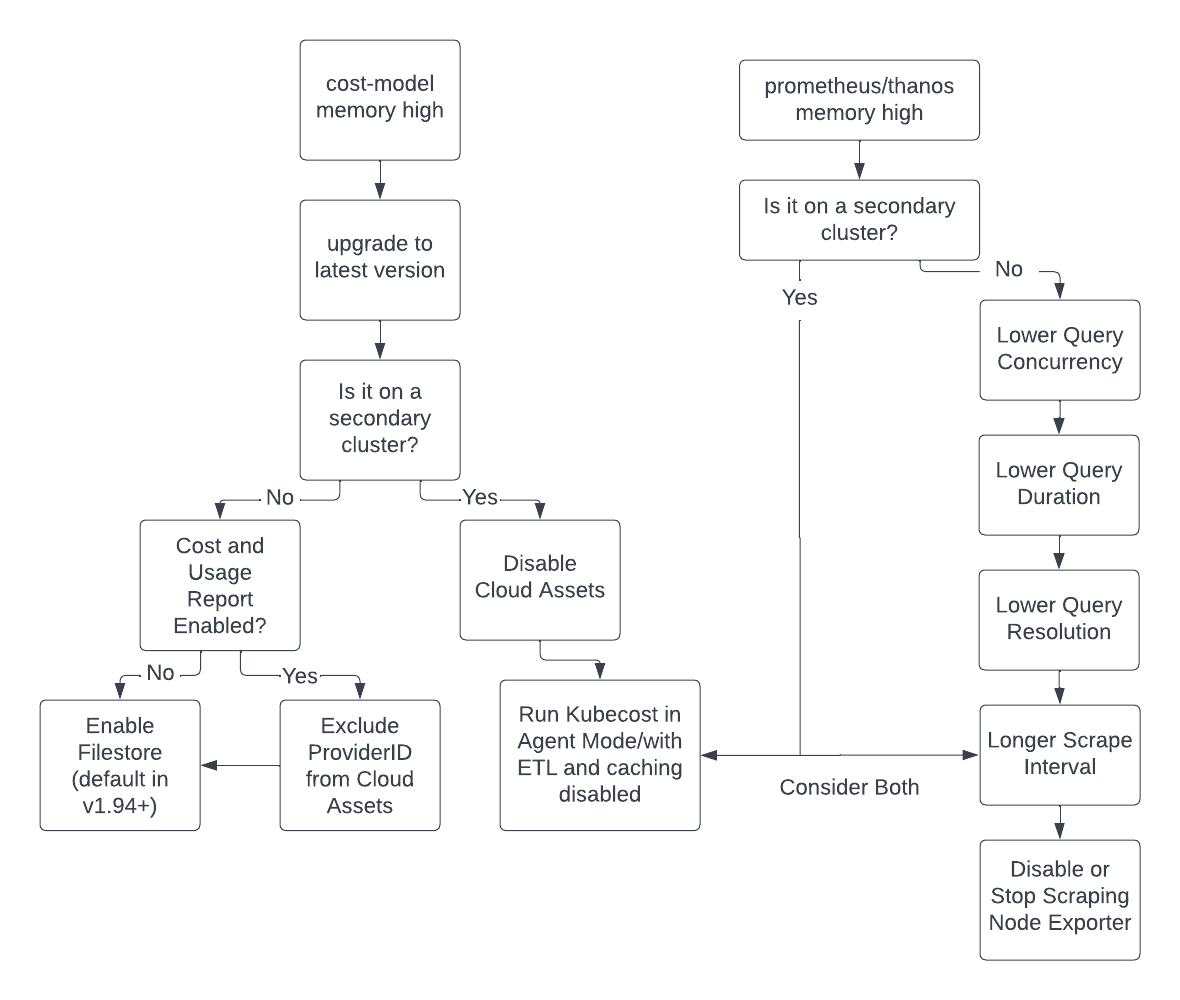 cost-model
memory high
upgrade to
latest version
Is it on a
secondary
cluster?
No
Yes
Cost and
Usage
Report
Enabled?
Disable
Cloud Assets
No
Yes
Enable
Filestore
(default in
v1.94+)
Exclude
ProviderID
from Cloud
Assets
Run Kubecost in
Agent Mode/with
ETL and caching
disabled
prometheus/thanos
memory high
Is it on a secondary
cluster?
Yes
No
Lower Query
Concurrency
Lower Query
Duration
Lower Query
Resolution
Longer Scrape
Interval
Consider Both
Disable or
Stop Scraping
Node Exporter